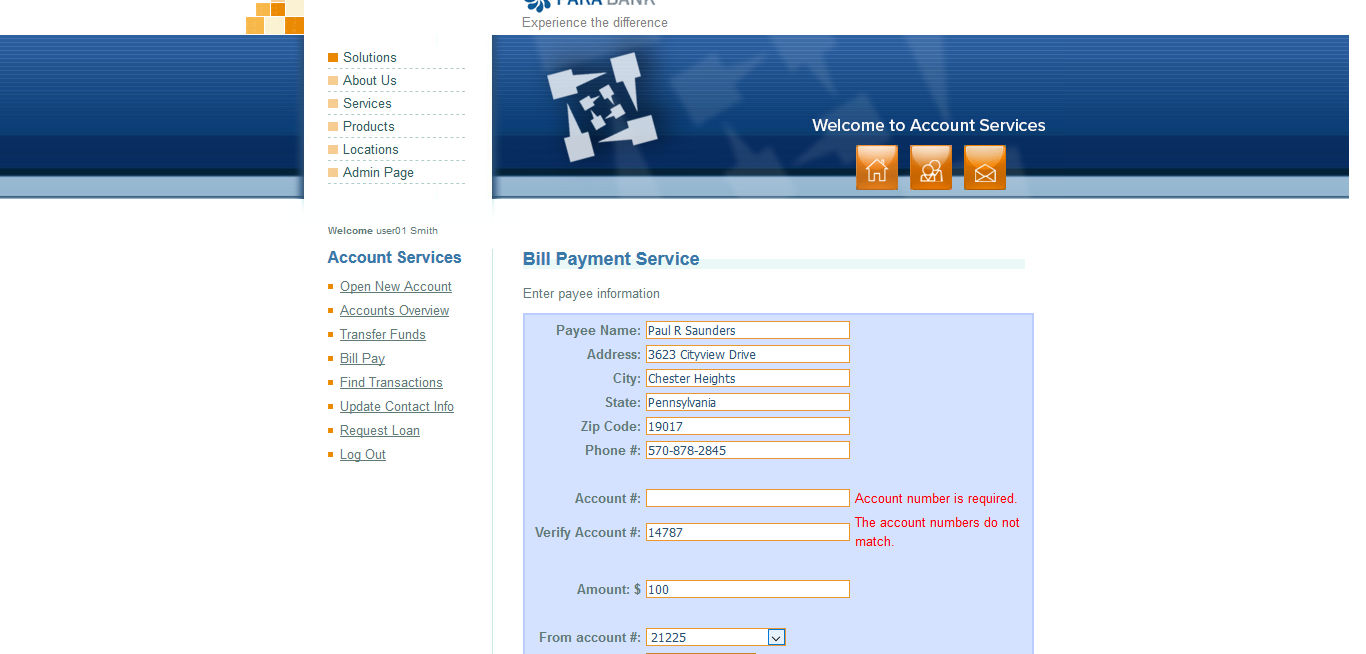 PARA BANK
Experience the difference
Solutions
About Us
Services
Products
Locations
Admin Page
Welcome to Account Services
Welcome user01 Smith
Account Services
Open New Account
Accounts Overview
Transfer Funds
Bill Pay
Find Transactions
Update Contact Info
Request Loan
Log Out
Bill Payment Service
Enter payee information
Payee Name: Paul R Saunders
Address: 3623 Cityview Drive
City: Chester Heights
State: Pennsylvania
Zip Code: 19017
Phone #: 570-878-2845
Account #: Account number is required.
Verify Account #: 14787 The account numbers do not
match.
Amount: $ 100
From account #: 21225